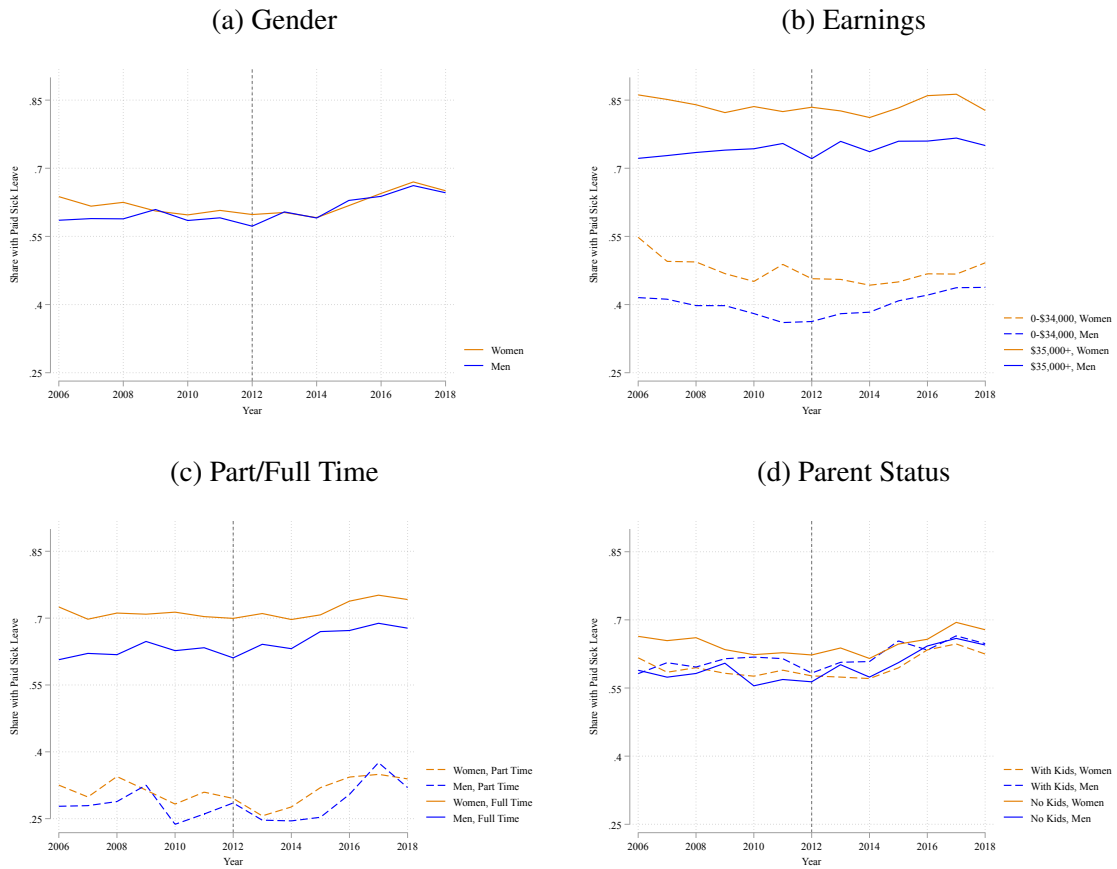 (a) Gender
Share with Paid Sick Leave
.85
.7
.55
.4
.25
2006 2008 2010 2012 2014 2016 2018
Year
Women
Men
(b) Earnings
Share with Paid Sick Leave
.85
.7
.55
.4
.25
2006 2008 2010 2012 2014 2016 2018
Year
0-$34,000, Women
0-$34,000, Men
$35,000+, Women
$35,000+, Men
(c) Part/Full Time
Share with Paid Sick Leave
.85
.7
.55
.4
.25
2006 2008 2010 2012 2014 2016 2018
Year
Women, Part Time
Men, Part Time
Women, Full Time
Men, Full Time
(d) Parent Status
Share with Paid Sick Leave
.85
.7
.55
.4
.25
2006 2008 2010 2012 2014 2016 2018
Year
With Kids, Women
With Kids, Men
No Kids, Women
No Kids, Men